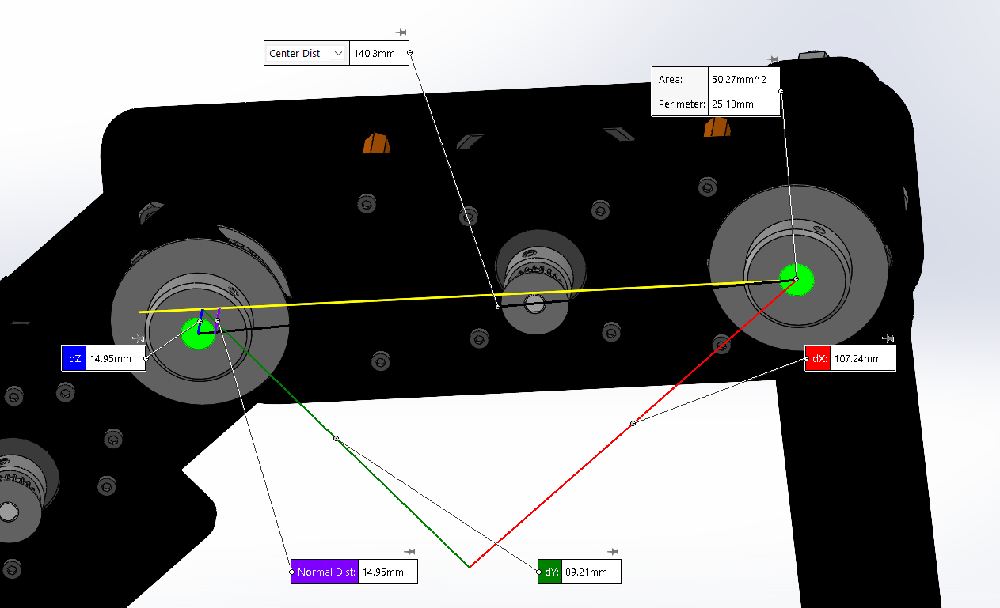 Center Dist 140.3mm
Area: 50.27mm^2
Perimeter: 25.13mm
dZ: 14.95mm
dX: 107.24mm
Normal Dist: 14.95mm
dY: 89.21mm